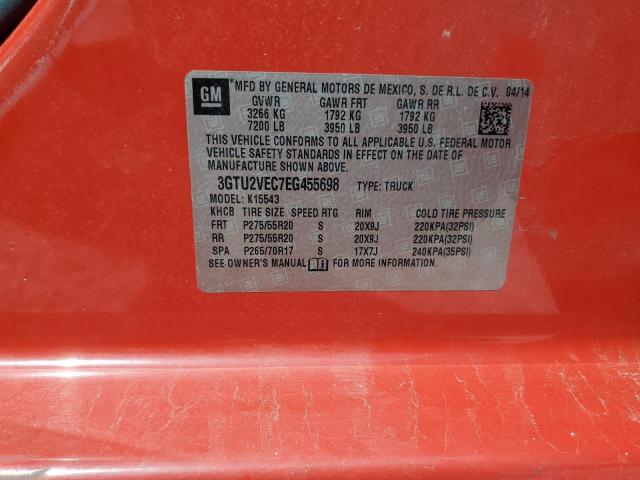 GM *MFD BY GENERAL MOTORS DE MEXICO, S. DE R.L. DE C.V. 04/14
GVWR GAWR FRT GAWR RR
3266 KG 1792 KG 1792 KG
7200 LB 3950 LB 3950 LB
THIS VEHICLE CONFORMS TO ALL APPLICABLE U.S. FEDERAL MOTOR
VEHICLE SAFETY STANDARDS IN EFFECT ON THE DATE OF
MANUFACTURE SHOWN ABOVE.
3GTU2VEC7EG455698 TYPE: TRUCK
MODEL: K15543
KHCB TIRE SIZE SPEED RTG RIM COLD TIRE PRESSURE
FRT P275/55R20 S 20X9J 220KPA(32PSI)
RR P275/55R20 S 20X9J 220KPA(32PSI)
SPA P265/70R17 S 17X7J 240KPA(35PSI)
SEE OWNER'S MANUAL FOR MORE INFORMATION.